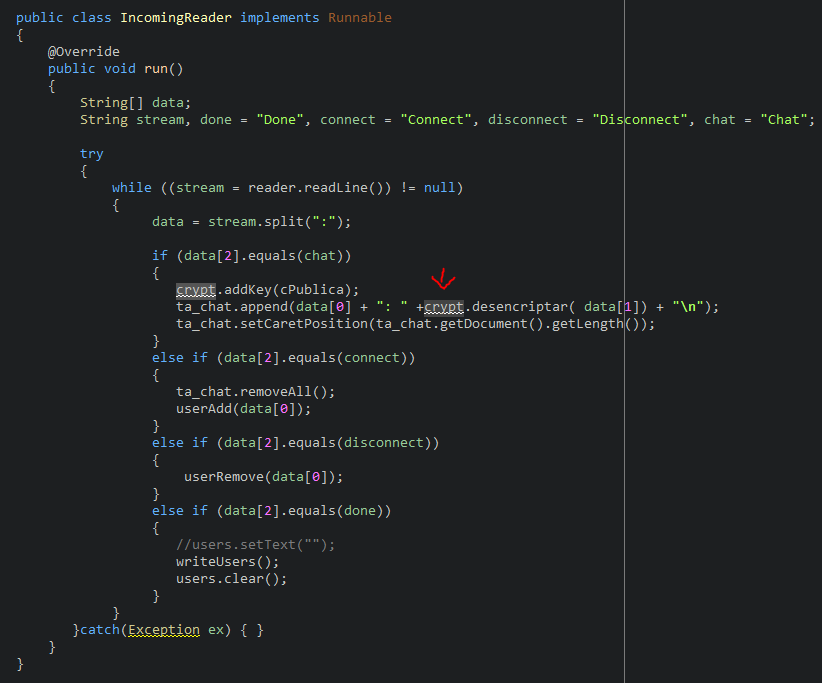 public class IncomingReader implements Runnable
{
@Override
public void run()
{
String[] data;
String stream, done = "Done", connect = "Connect", disconnect = "Disconnect", chat = "Chat";
try
{
while ((stream = reader.readLine()) != null)
{
data = stream.split(":");
if (data[2].equals(chat))
{
crypt.addKey(cPublica);
ta_chat.append(data[0] + ": " +crypt.desencriptar( data[1]) + "\n");
ta_chat.setCaretPosition(ta_chat.getDocument().getLength());
}
else if (data[2].equals(connect))
{
ta_chat.removeAll();
userAdd(data[0]);
}
else if (data[2].equals(disconnect))
{
userRemove(data[0]);
}
else if (data[2].equals(done))
{
//users.setText("");
writeUsers();
users.clear();
}
}
}catch(Exception ex) { }
}
}